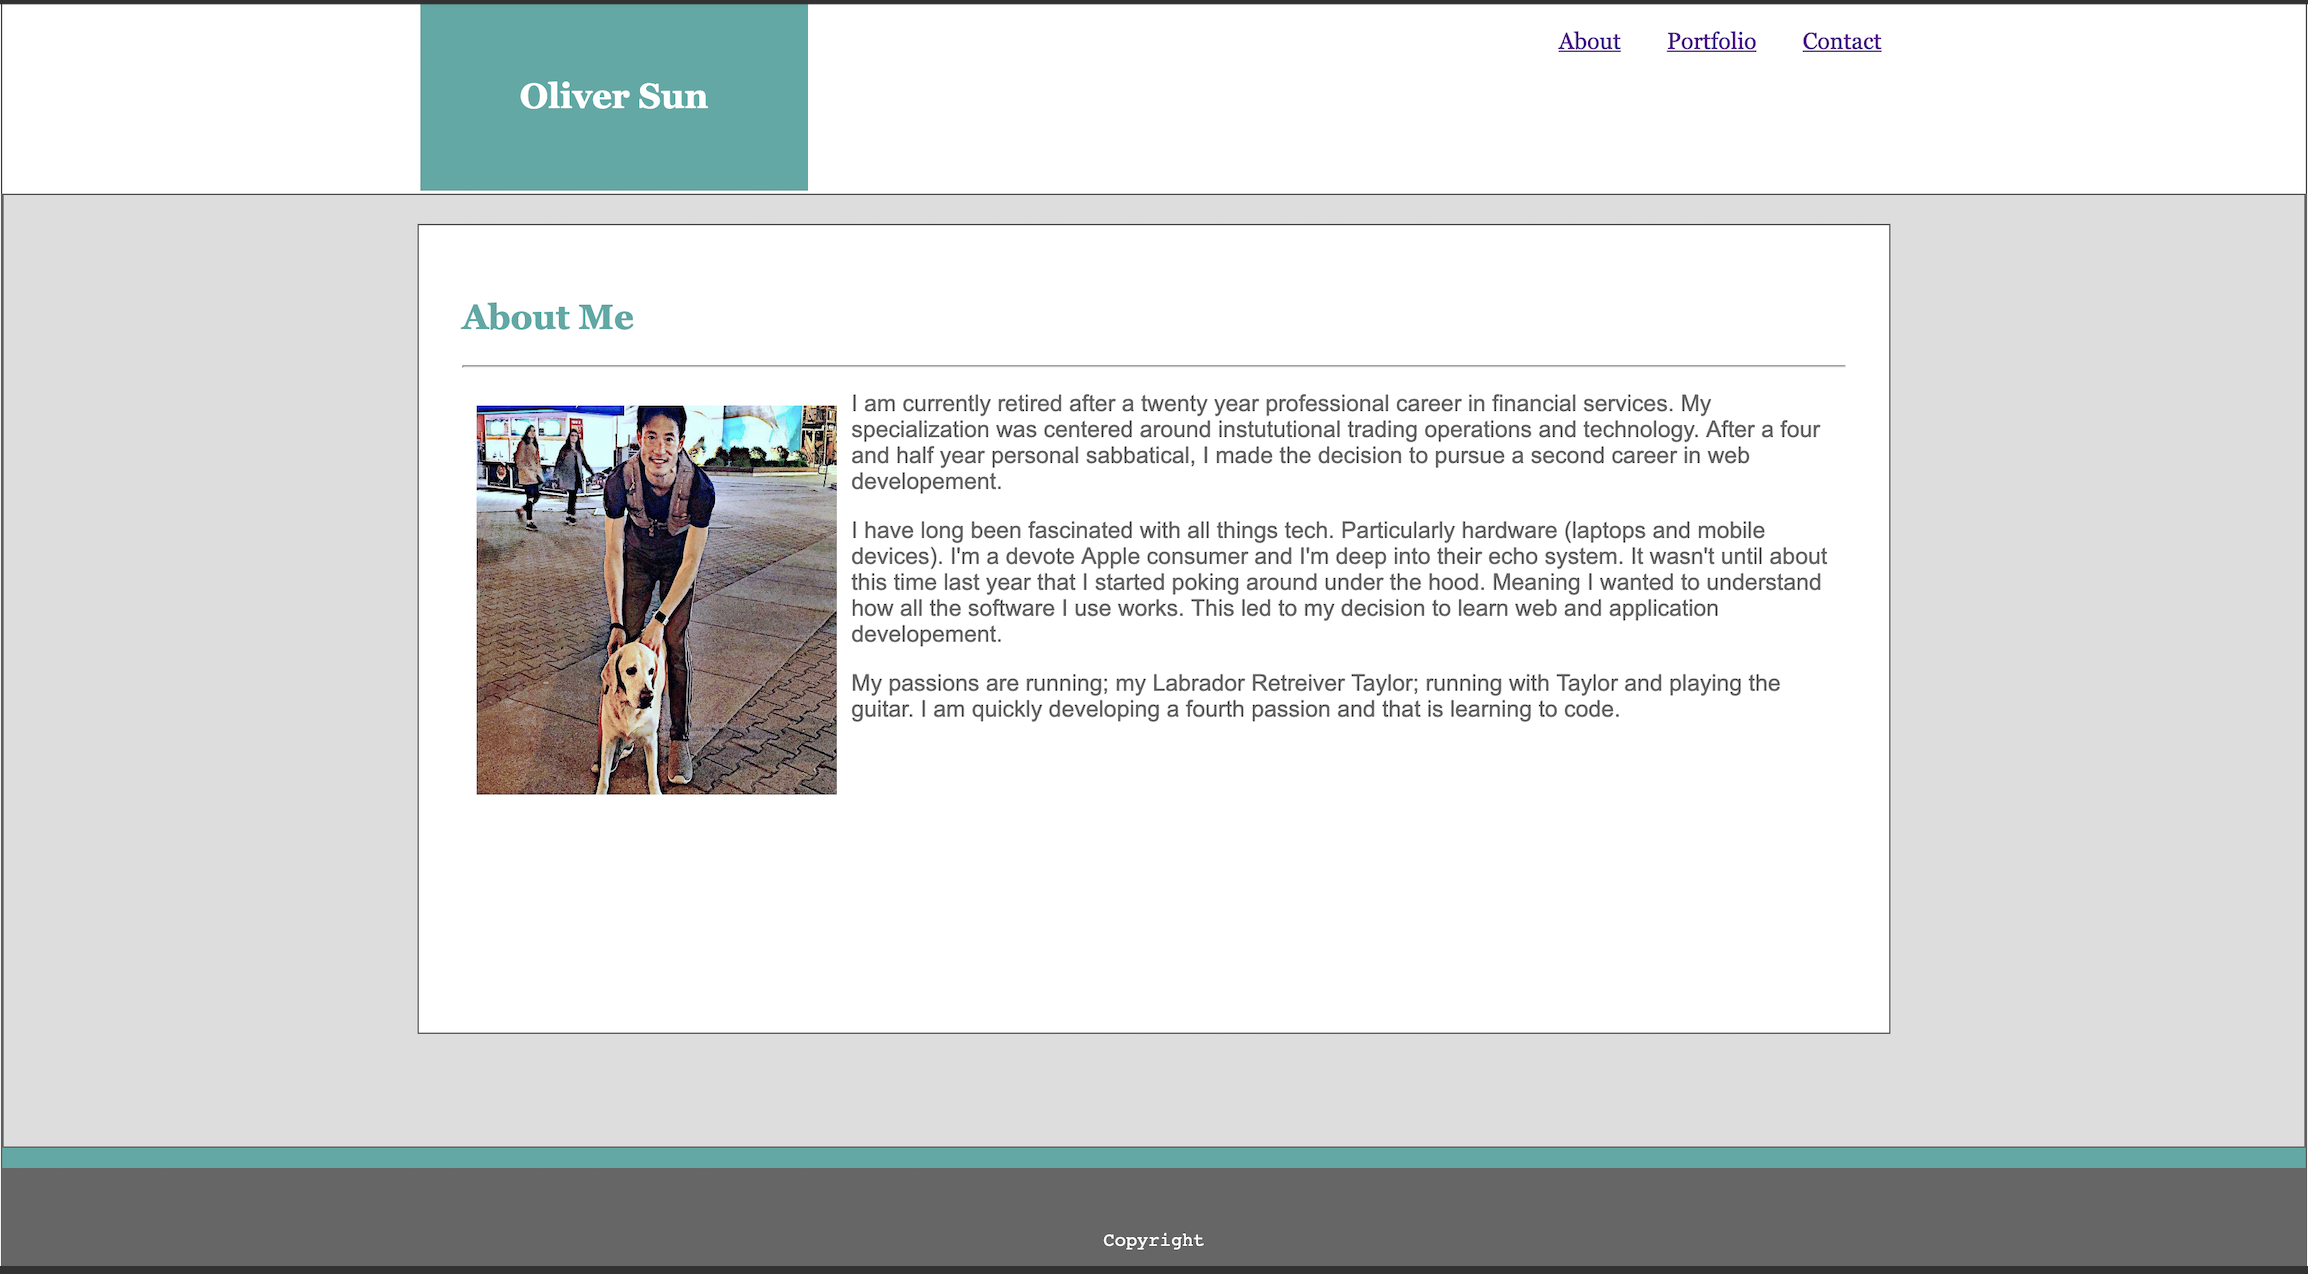 Oliver Sun
About Portfolio Contact
About Me
I am currently retired after a twenty year professional career in financial services. My
specialization was centered around instututional trading operations and technology. After a four
and half year personal sabbatical, I made the decision to pursue a second career in web
developement.
I have long been fascinated with all things tech. Particularly hardware (laptops and mobile
devices). I'm a devote Apple consumer and I'm deep into their echo system. It wasn't until about
this time last year that I started poking around under the hood. Meaning I wanted to understand
how all the software I use works. This led to my decision to learn web and application
developement.
My passions are running; my Labrador Retreiver Taylor; running with Taylor and playing the
guitar. I am quickly developing a fourth passion and that is learning to code.
Copyright